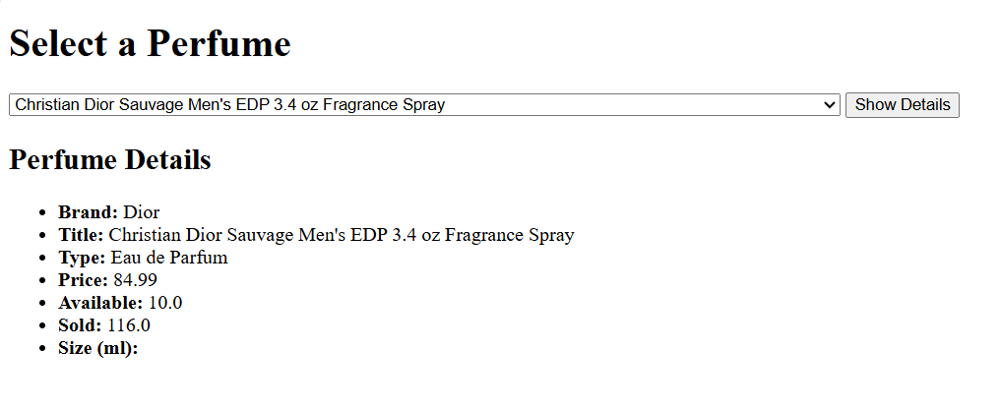 Select a Perfume
Christian Dior Sauvage Men's EDP 3.4 oz Fragrance Spray Show Details
Perfume Details
• Brand: Dior
• Title: Christian Dior Sauvage Men's EDP 3.4 oz Fragrance Spray
• Type: Eau de Parfum
• Price: 84.99
• Available: 10.0
• Sold: 116.0
• Size (ml):